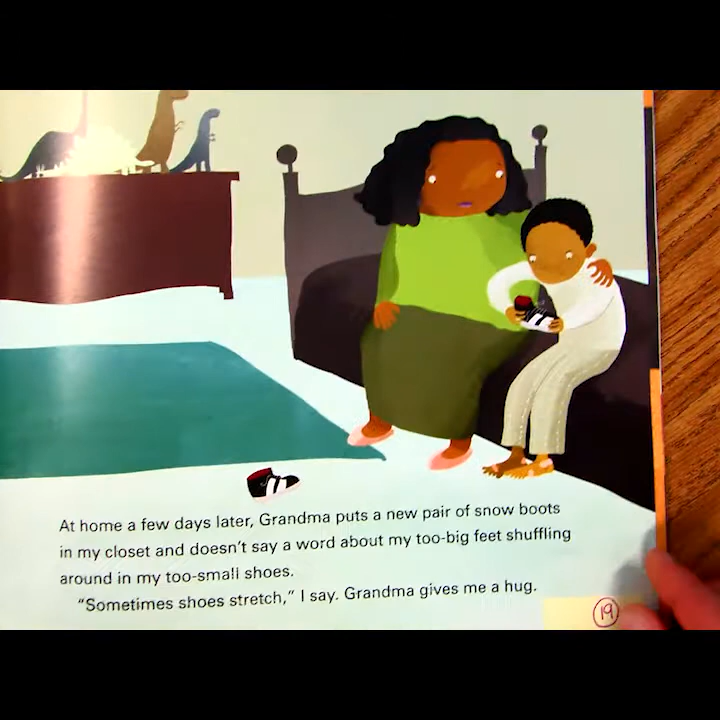 At home a few days later, Grandma puts a new pair of snow boots
in my closet and doesn't say a word about my too-big feet shuffling
around in my too-small shoes.
"Sometimes shoes stretch," I say. Grandma gives me a hug.
19